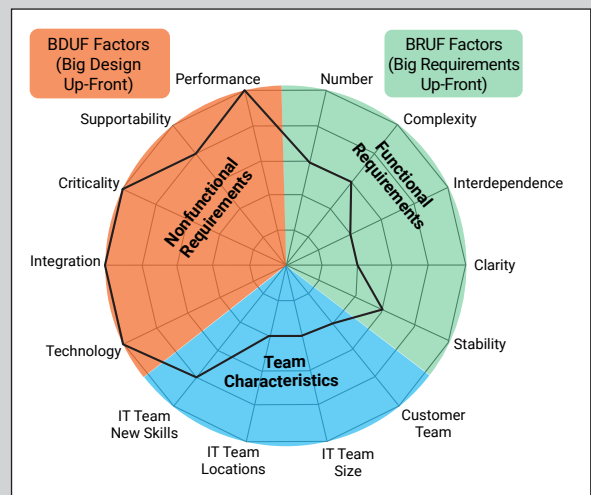 BDUF Factors
(Big Design
Up-Front)
BRUF Factors
(Big Requirements
Up-Front)
Performance
Number
Supportability
Complexity
Criticality
Interdependence
Integration
Clarity
Technology
Stability
IT Team
New Skills
Customer
Team
IT Team
Locations
IT Team
Size
Nonfunctional
Requirements
Functional
Requirements
Team
Characteristics